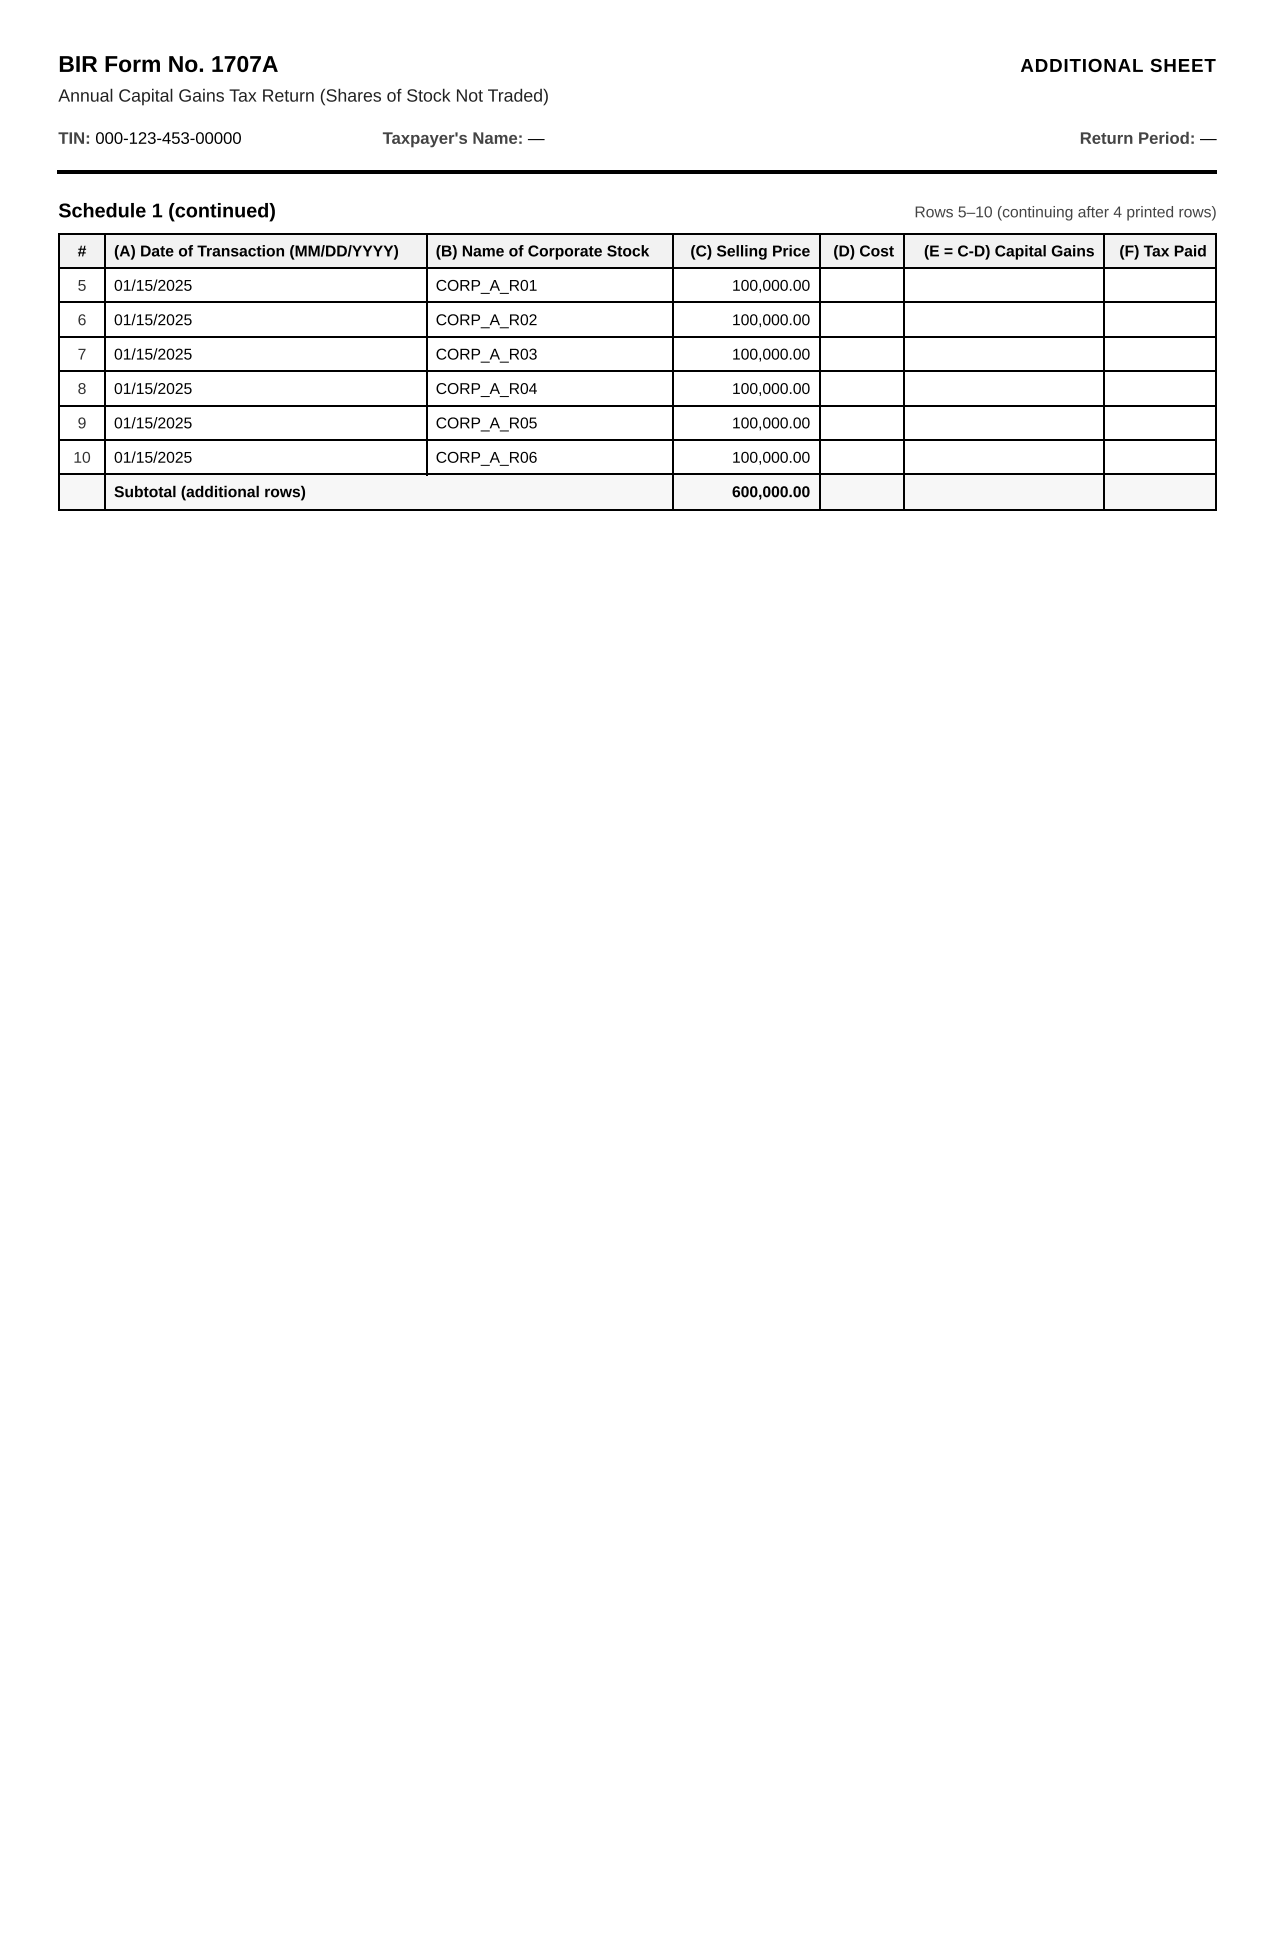 BIR Form No. 1707A
ADDITIONAL SHEET
Annual Capital Gains Tax Return (Shares of Stock Not Traded)
TIN: 000-123-453-00000 Taxpayer's Name: — Return Period: —
Schedule 1 (continued)
Rows 5–10 (continuing after 4 printed rows)
# (A) Date of Transaction (MM/DD/YYYY) (B) Name of Corporate Stock (C) Selling Price (D) Cost (E = C-D) Capital Gains (F) Tax Paid
5 01/15/2025 CORP_A_R01 100,000.00
6 01/15/2025 CORP_A_R02 100,000.00
7 01/15/2025 CORP_A_R03 100,000.00
8 01/15/2025 CORP_A_R04 100,000.00
9 01/15/2025 CORP_A_R05 100,000.00
10 01/15/2025 CORP_A_R06 100,000.00
Subtotal (additional rows) 600,000.00